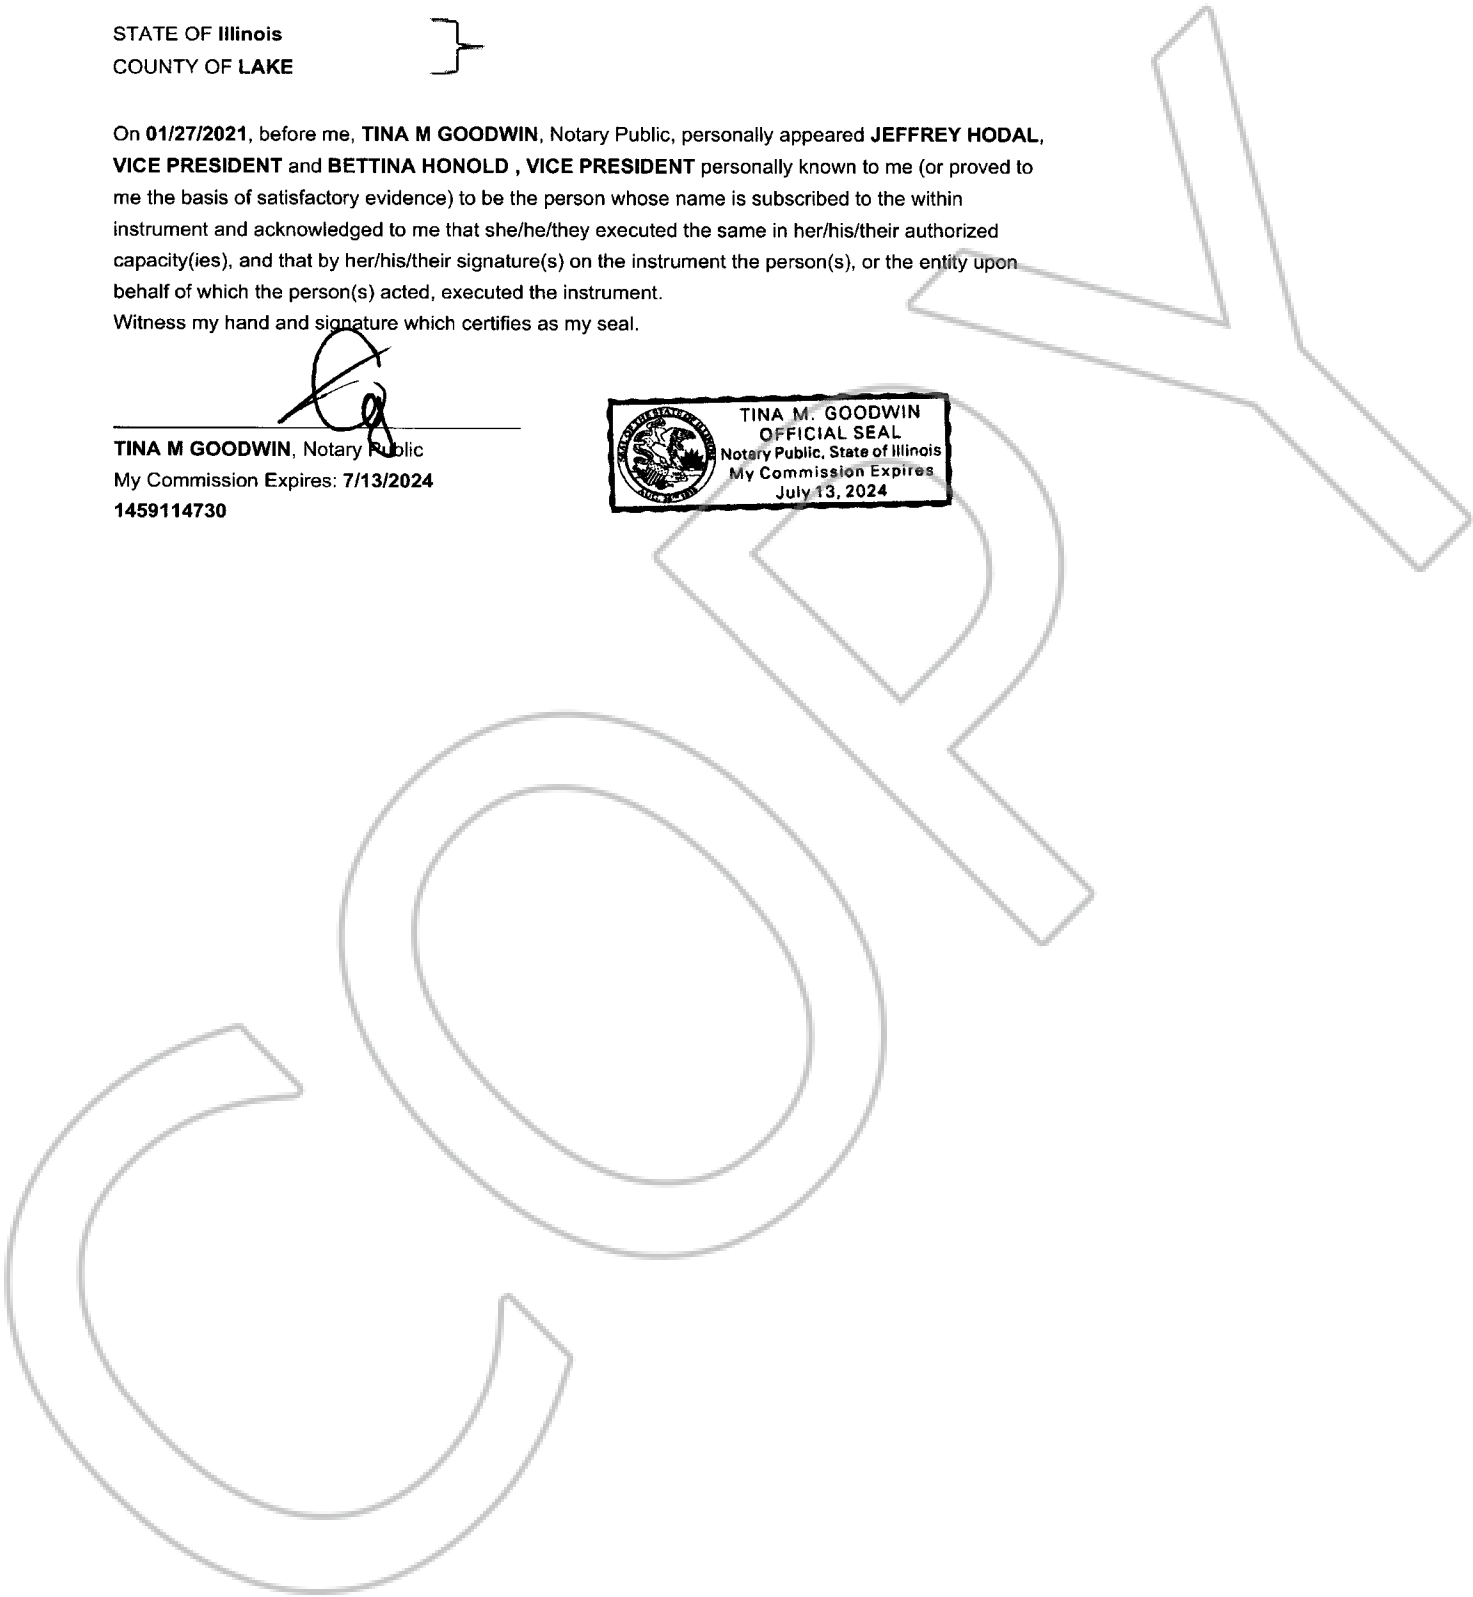 STATE OF Illinois
COUNTY OF LAKE
On 01/27/2021, before me, TINA M GOODWIN, Notary Public, personally appeared JEFFREY HODAL,
VICE PRESIDENT and BETTINA HONOLD , VICE PRESIDENT personally known to me (or proved to
me the basis of satisfactory evidence) to be the person whose name is subscribed to the within
instrument and acknowledged to me that she/he/they executed the same in her/his/their authorized
capacity(ies), and that by her/his/their signature(s) on the instrument the person(s), or the entity upon
behalf of which the person(s) acted, executed the instrument.
Witness my hand and signature which certifies as my seal.
TINA M GOODWIN, Notary Public
My Commission Expires: 7/13/2024
1459114730
SEAL OF THE STATE OF ILLINOIS
TINA M. GOODWIN
OFFICIAL SEAL
Notary Public, State of Illinois
My Commission Expires
July 13, 2024
COPY